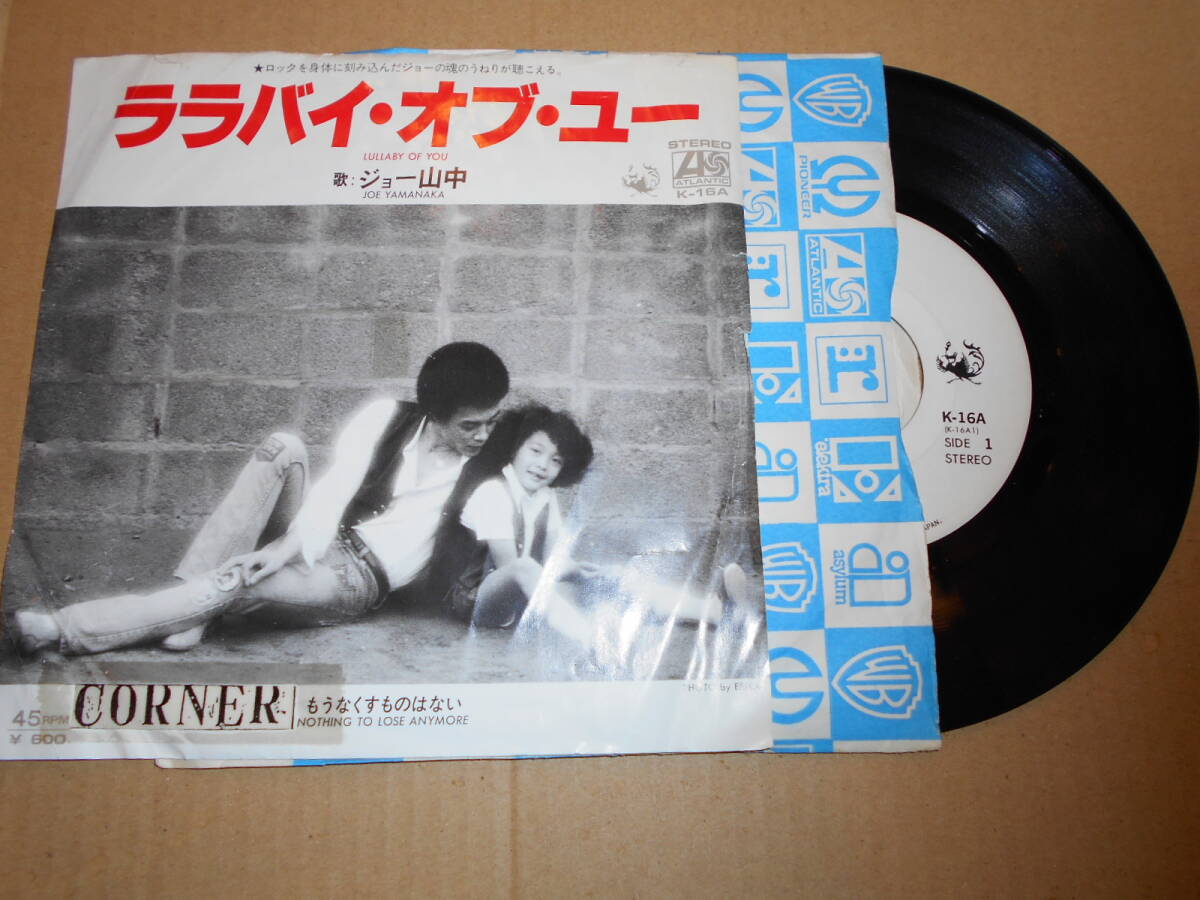 ★ロックを身体に刻み込んだジョーの魂のうねりが聴こえる。
ララバイ・オブ・ユー
LULLABY OF YOU
歌:ジョー山中
JOE YAMANAKA
STEREO
ATLANTIC
K-16A
by
45RPM
¥600
CORNER
もうなくすものはない
NOTHING TO LOSE ANYMORE
WB
PIONEER
ATLANTIC
elektra
asylum
WB
WB
K-16A
(K-16A1)
SIDE 1
STEREO